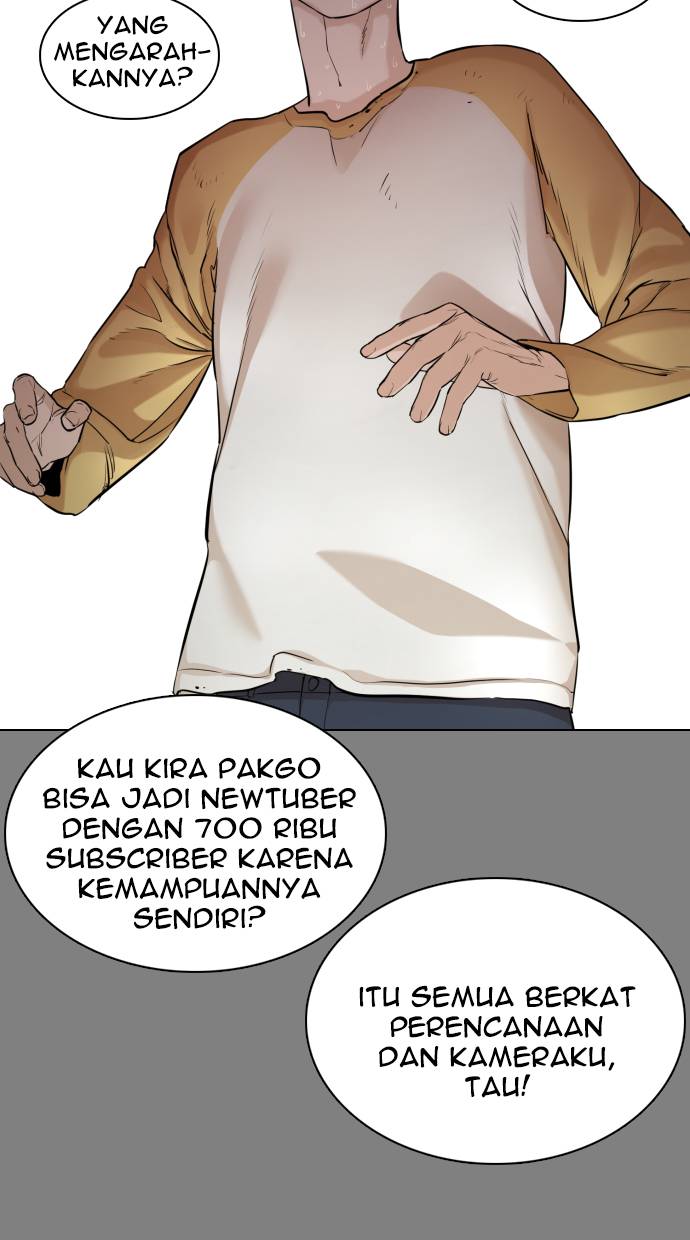 YANG
MENGARAH-
KANNYA?
KAU KIRA PAKGO
BISA JADI NEWTUBER
DENGAN 700 RIBU
SUBSCRIBER KARENA
KEMAMPUANNYA
SENDIRI?
ITU SEMUA BERKAT
PERENCANAAN
DAN KAMERAKU,
TAU!